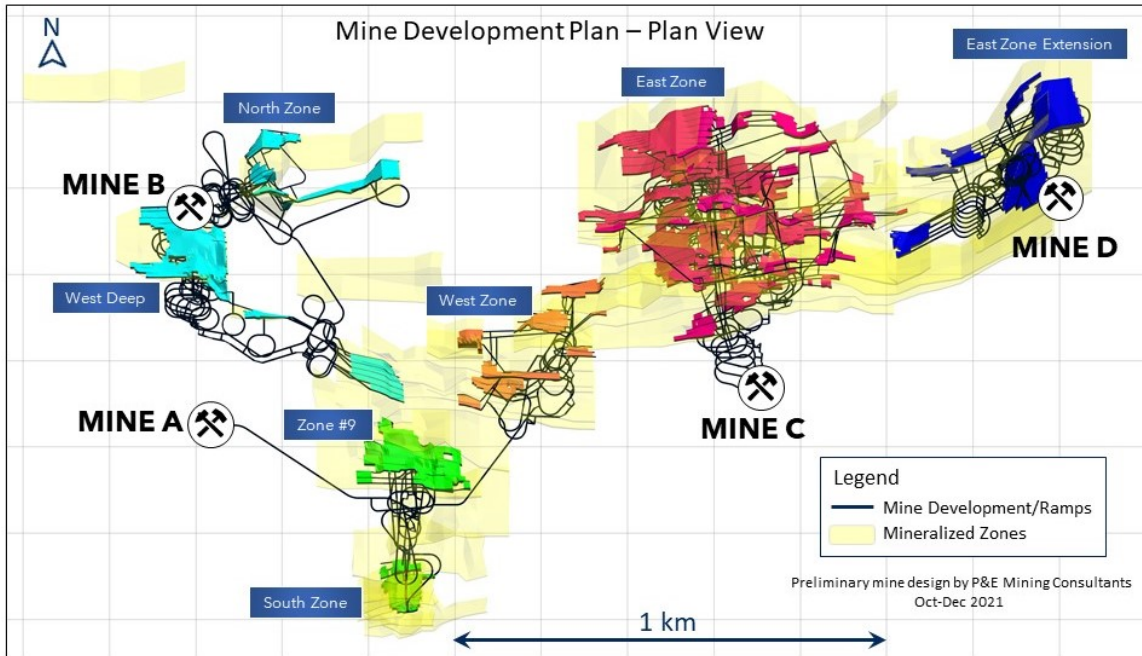 Mine Development Plan – Plan View
N
East Zone Extension
East Zone
North Zone
MINE B
MINE D
West Deep
West Zone
MINE A
Zone #9
MINE C
Legend
Mine Development/Ramps
Mineralized Zones
Preliminary mine design by P&E Mining Consultants
Oct-Dec 2021
South Zone
1 km